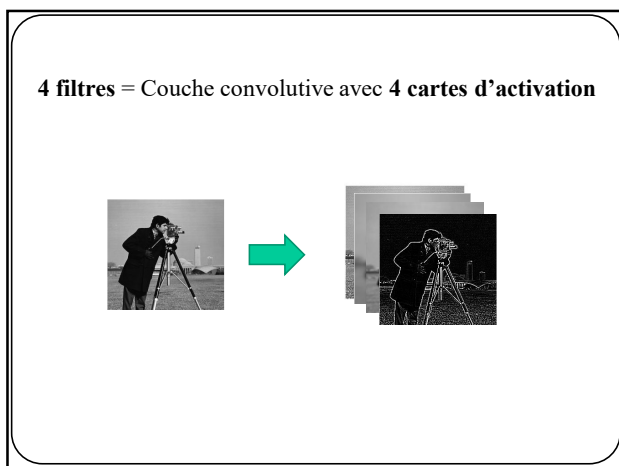 4 filtres = Couche convolutive avec 4 cartes d’activation